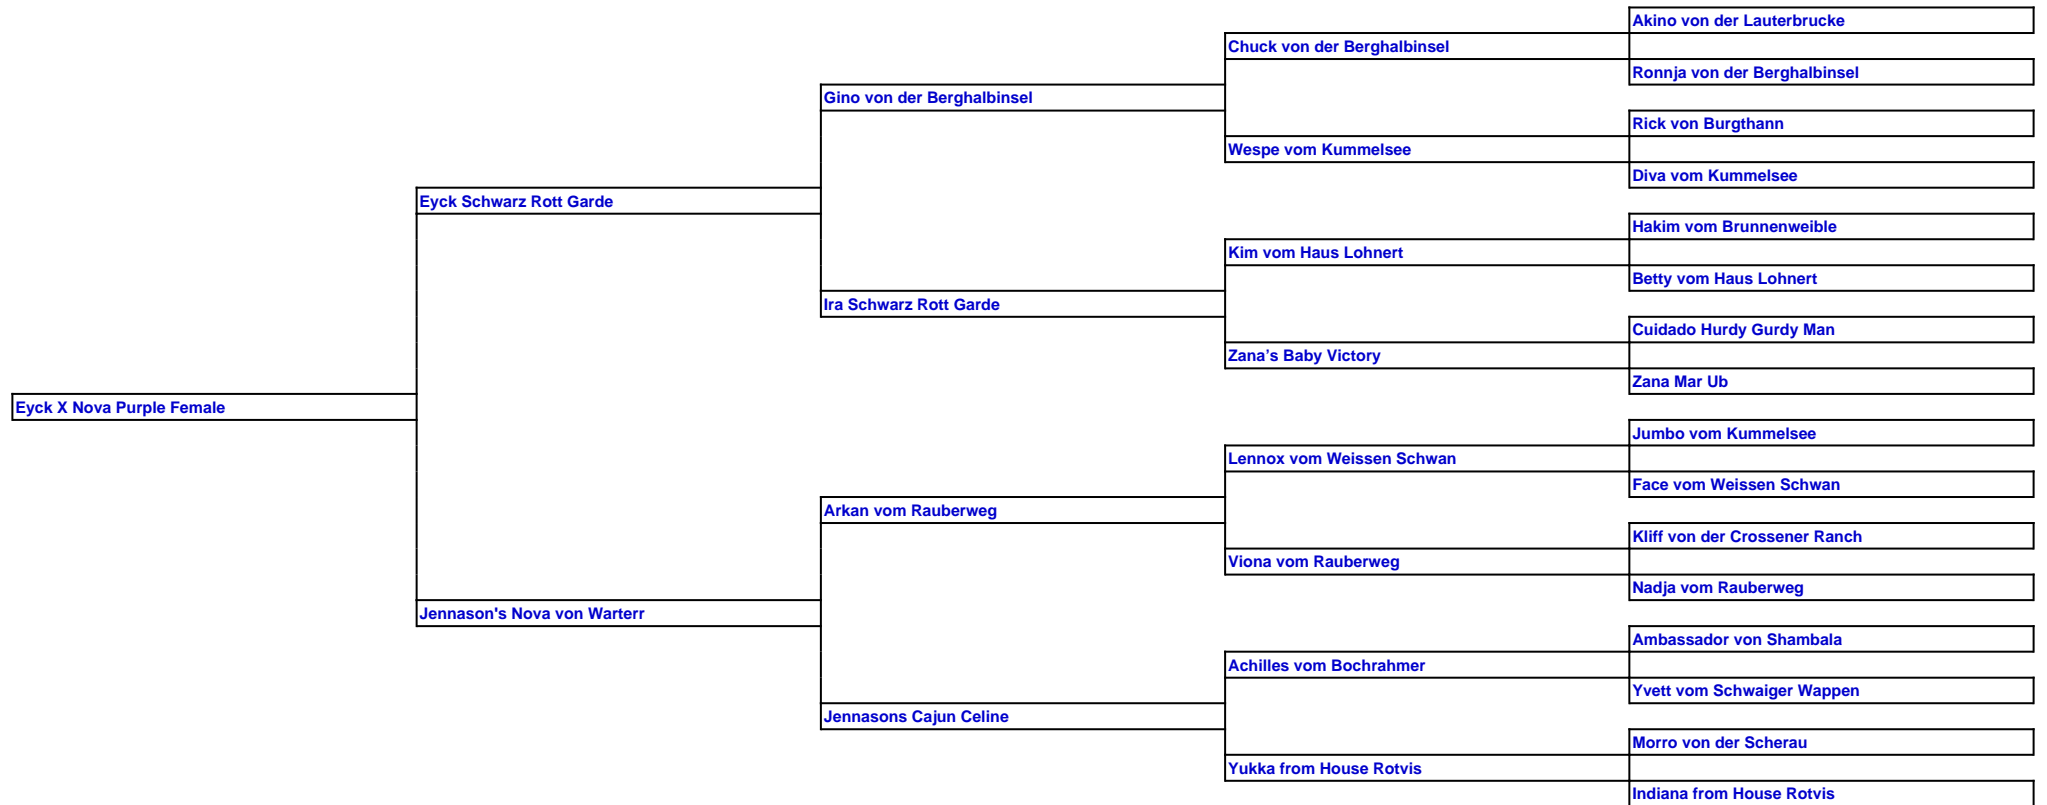 Akino von der Lauterbrucke
Chuck von der Berghalbinsel
Ronnja von der Berghalbinsel
Gino von der Berghalbinsel
Rick von Burgthann
Wespe vom Kummelsee
Diva vom Kummelsee
Eyck Schwarz Rott Garde
Hakim vom Brunnenweible
Kim vom Haus Lohnert
Betty vom Haus Lohnert
Ira Schwarz Rott Garde
Cuidado Hurdy Gurdy Man
Zana’s Baby Victory
Zana Mar Ub
Eyck X Nova Purple Female
Jumbo vom Kummelsee
Lennox vom Weissen Schwan
Face vom Weissen Schwan
Arkan vom Rauberweg
Kliff von der Crossener Ranch
Viona vom Rauberweg
Nadja vom Rauberweg
Jennason's Nova von Warterr
Ambassador von Shambala
Achilles vom Bochrahmer
Yvett vom Schwaiger Wappen
Jennasons Cajun Celine
Morro von der Scherau
Yukka from House Rotvis
Indiana from House Rotvis